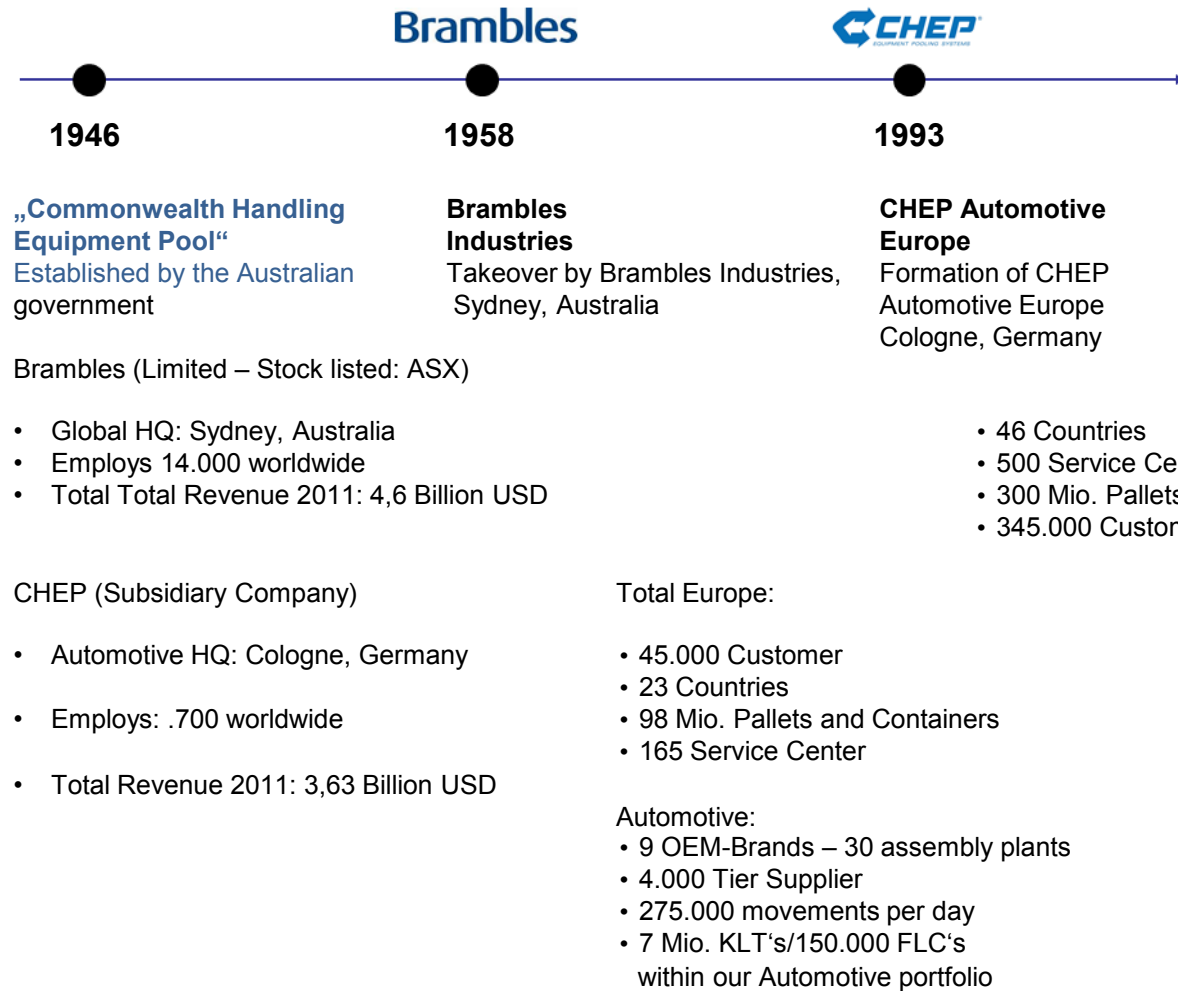 Brambles
CHEP
EQUIPMENT POOLING SYSTEMS
1946
1958
1993
„Commonwealth Handling
Equipment Pool“
Established by the Australian
government
Brambles
Industries
Takeover by Brambles Industries,
Sydney, Australia
CHEP Automotive
Europe
Formation of CHEP
Automotive Europe
Cologne, Germany
Brambles (Limited – Stock listed: ASX)
• Global HQ: Sydney, Australia
• Employs 14.000 worldwide
• Total Total Revenue 2011: 4,6 Billion USD
• 46 Countries
• 500 Service Ce
• 300 Mio. Pallets
• 345.000 Custom
CHEP (Subsidiary Company)
• Automotive HQ: Cologne, Germany
• Employs: .700 worldwide
• Total Revenue 2011: 3,63 Billion USD
Total Europe:
• 45.000 Customer
• 23 Countries
• 98 Mio. Pallets and Containers
• 165 Service Center
Automotive:
• 9 OEM-Brands – 30 assembly plants
• 4.000 Tier Supplier
• 275.000 movements per day
• 7 Mio. KLT‘s/150.000 FLC‘s
within our Automotive portfolio